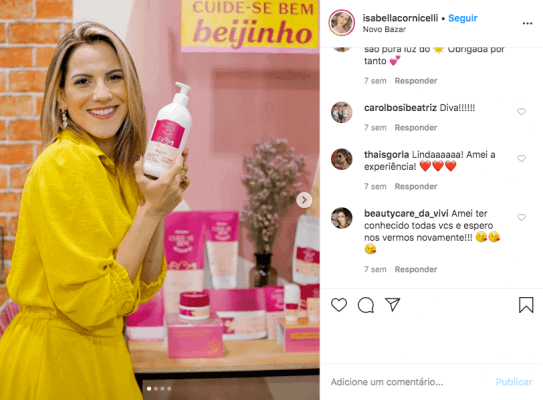 CUIDE-SE BEM
beijinho
isabellacornicelli • Seguir
Novo Bazar
são pura luz do ☀️ Obrigada por
tanto 💕
7 sem Responder
carolbosibeatriz Diva!!!!!!
7 sem Responder
thaisgorla Lindaaaaaa! Amei a
experiência! ❤️❤️❤️
7 sem Responder
beautycare_da_vivi Amei ter
conhecido todas vcs e espero
nos vermos novamente!!! 😘😘
😘
7 sem Responder
Adicione um comentário... Publicar